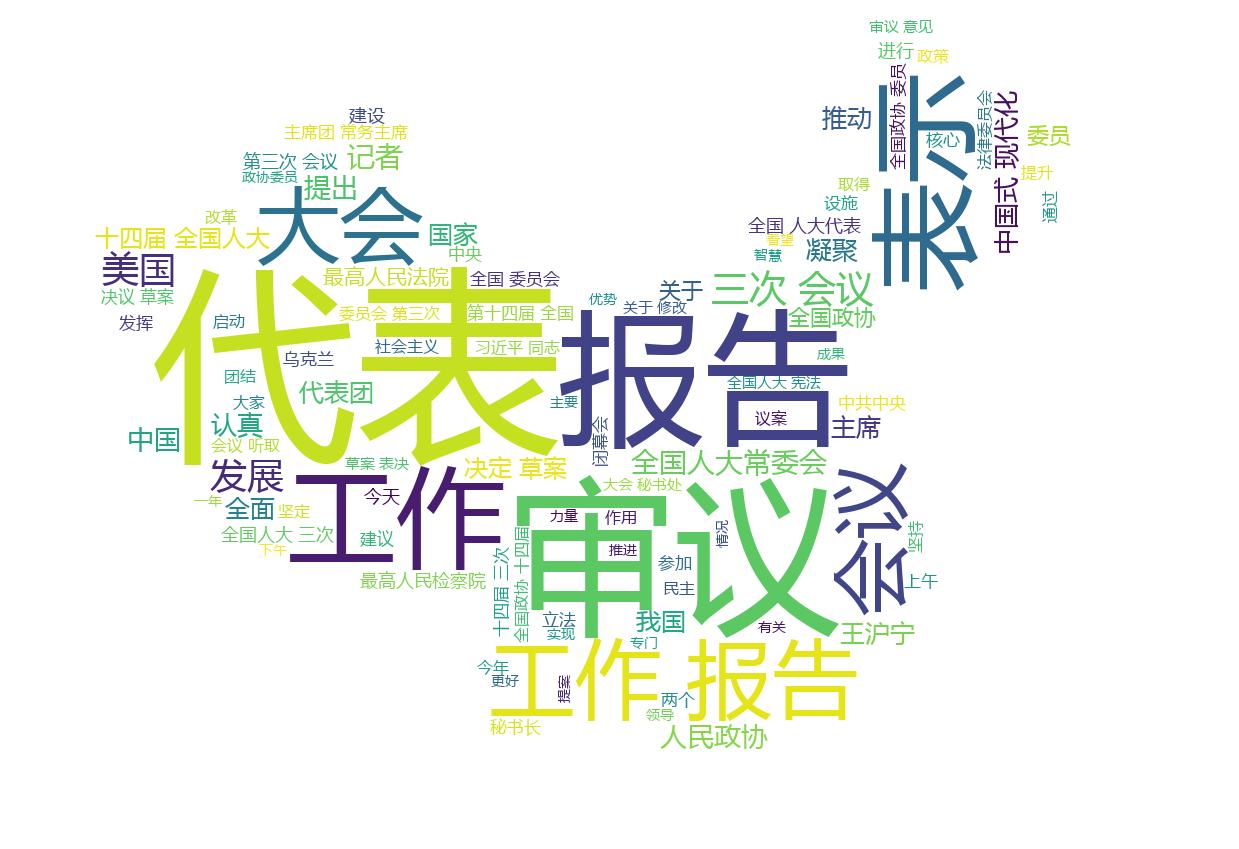 审议 意见
进行
政策
全国政协 委员
表示
推动
核心
法律委员会
中国式 现代化
委员
建设
主席团 常务主席
记者
第三次 会议
政协委员
提出
提升
取得
设施
通过
大会
改革
十四届 全国人大
国家
中央
全国 人大代表
智慧
凝聚
美国
最高人民法院
全国 委员会
关于
三次 会议
决议 草案
发挥
启动
委员会 第三次
第十四届 全国
优势
关于 修改
全国政协
代表
报告
乌克兰
社会主义
习近平 同志
成果
团结
代表团
全国人大 宪法
大家
主要
议案
中共中央
中国
认真
会议 听取
闭幕会
主席
发展
草案 表决
决定 草案
全国人大常委会
会议
一年
全面
坚定
今天
工作
大会 秘书处
审议
力量
作用
情况
坚持
全国人大 三次
下午
建议
推进
最高人民检察院
十四届 三次
全国政协 十四届
参加
民主
上午
立法
实现
我国
有关
王沪宁
专门
工作 报告
今年
更好
提案
两个
领导
秘书长
人民政协